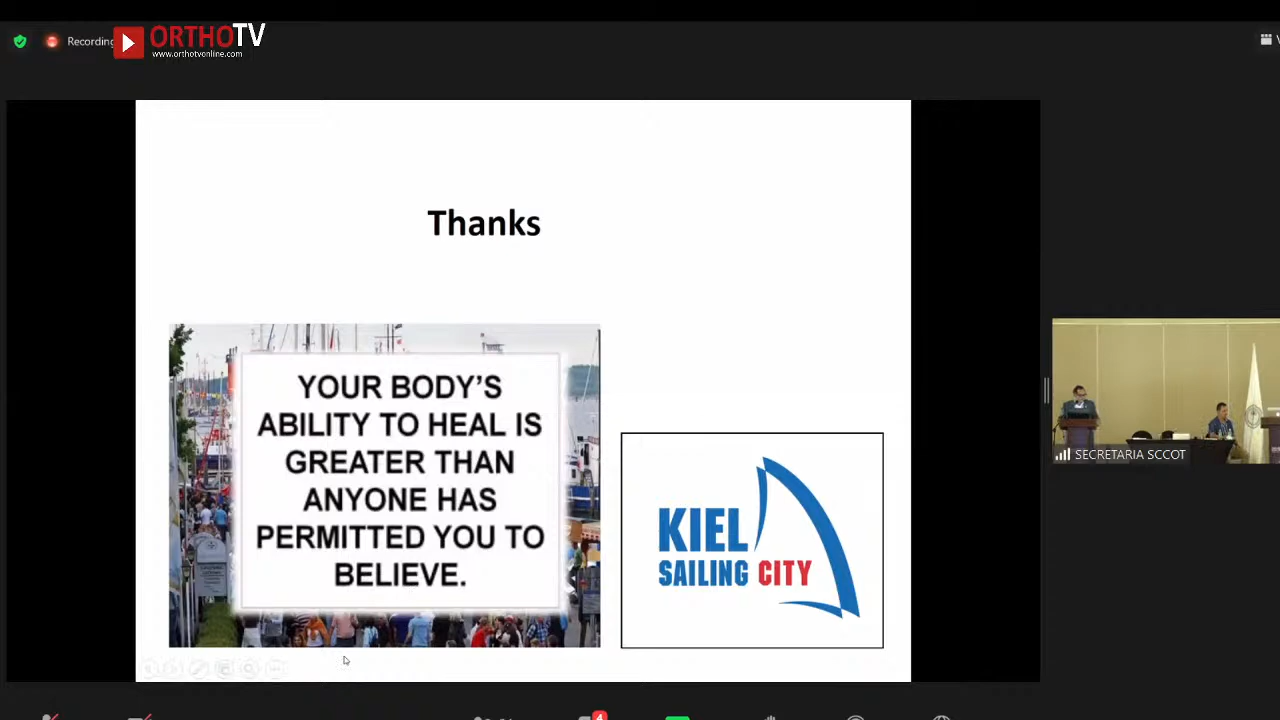 Recording
ORTHOTV
www.orthotvonline.com
Thanks
YOUR BODY'S
ABILITY TO HEAL IS
GREATER THAN
ANYONE HAS
PERMITTED YOU TO
BELIEVE.
KIEL
SAILING CITY
SECRETARIA SCCOT
4